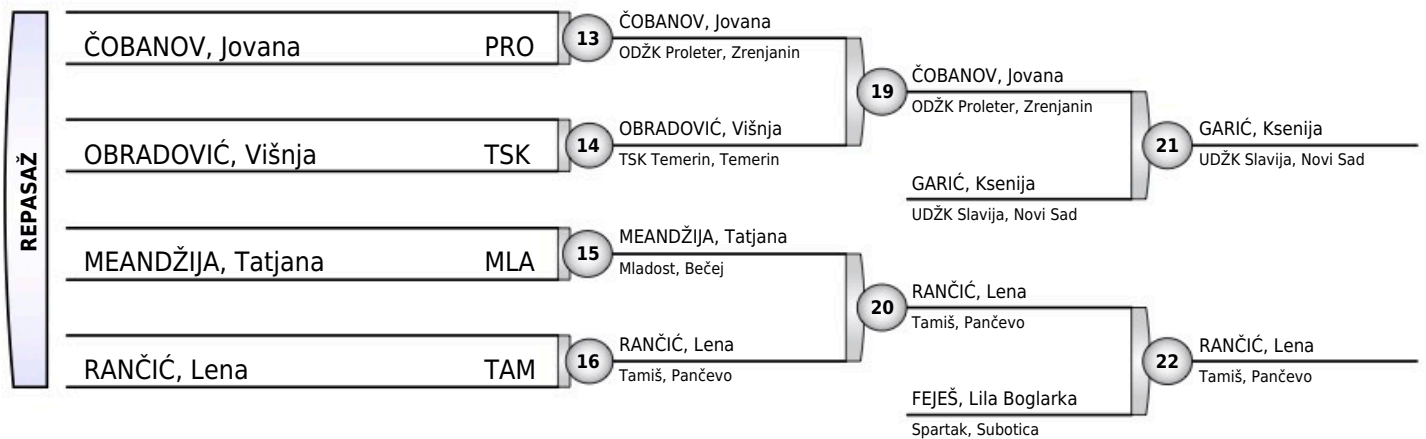 REPASAŽ
ČOBANOV, Jovana PRO
OBRADOVIĆ, Višnja TSK
MEANDŽIJA, Tatjana MLA
RANČIĆ, Lena TAM
13
ČOBANOV, Jovana
ODŽK Proleter, Zrenjanin
14
OBRADOVIĆ, Višnja
TSK Temerin, Temerin
15
MEANDŽIJA, Tatjana
Mladost, Bečej
16
RANČIĆ, Lena
Tamiš, Pančevo
19
ČOBANOV, Jovana
ODŽK Proleter, Zrenjanin
GARIĆ, Ksenija
UDŽK Slavija, Novi Sad
20
RANČIĆ, Lena
Tamiš, Pančevo
FEJEŠ, Lila Boglarka
Spartak, Subotica
21
GARIĆ, Ksenija
UDŽK Slavija, Novi Sad
22
RANČIĆ, Lena
Tamiš, Pančevo